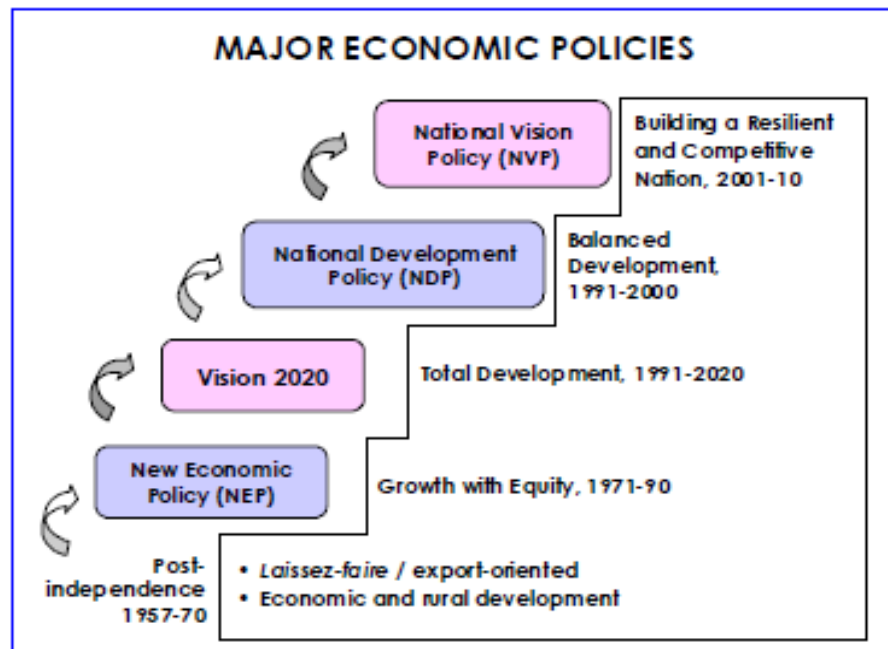 MAJOR ECONOMIC POLICIES
National Vision
Policy (NVP)
Building a Resilient
and Competitive
Nation, 2001-10
National Development
Policy (NDP)
Balanced
Development,
1991-2000
Vision 2020
Total Development, 1991-2020
New Economic
Policy (NEP)
Growth with Equity, 1971-90
Post-
independence
1957-70
• Laissez-faire / export-oriented
• Economic and rural development